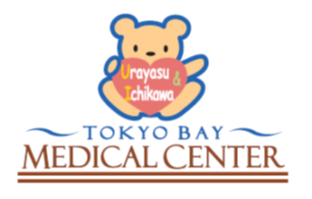 Urayasu
&
Ichikawa
TOKYO BAY
MEDICAL CENTER